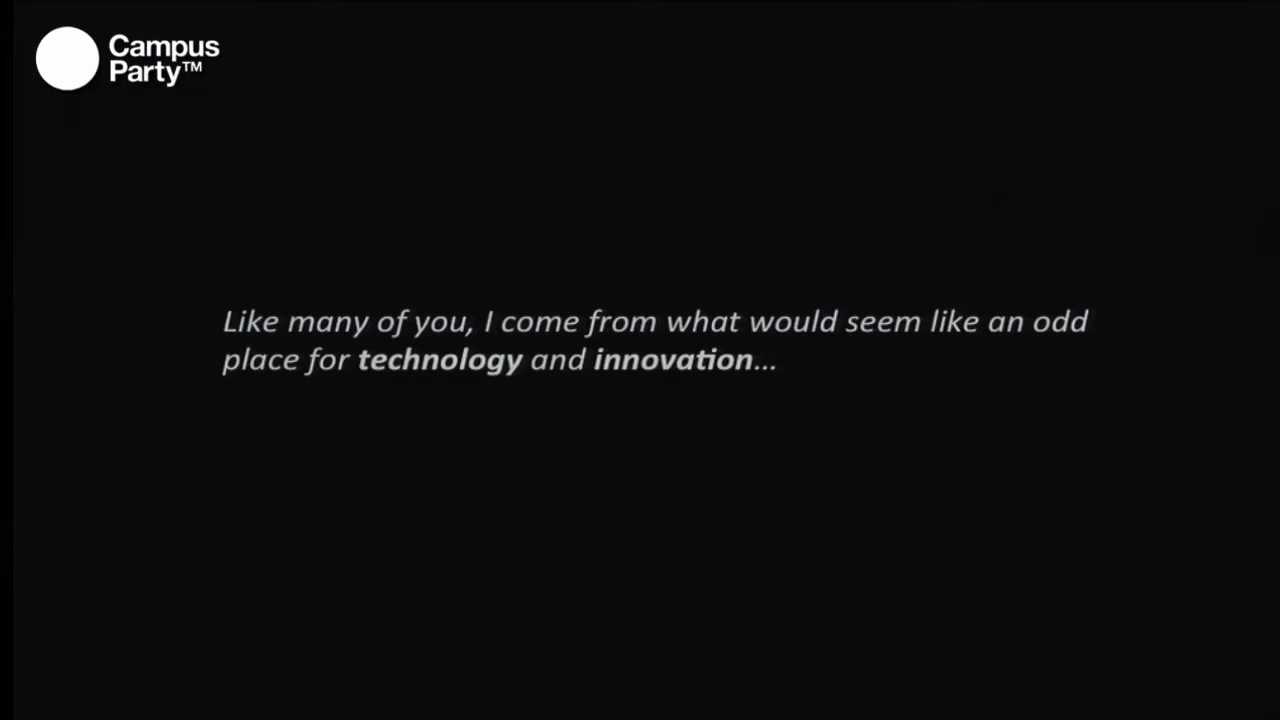 Campus
Party™
Like many of you, I come from what would seem like an odd
place for technology and innovation...